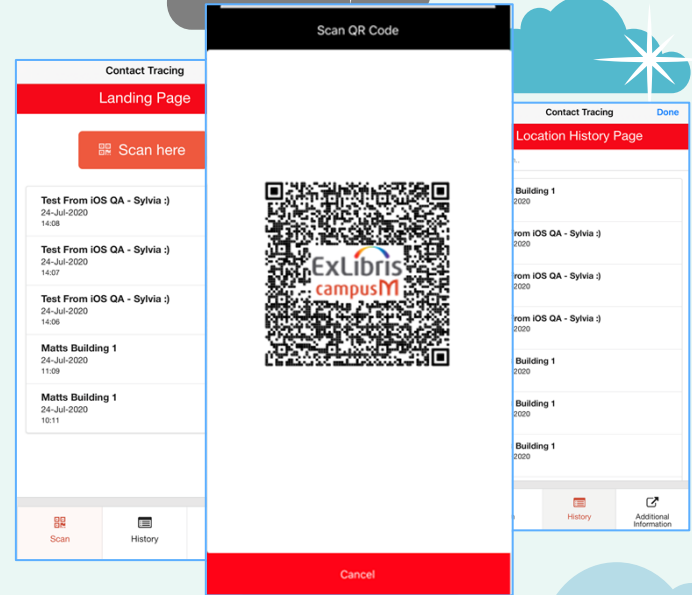 Contact Tracing
Landing Page
Scan here
Test From iOS QA - Sylvia :)
24-Jul-2020
14:08
Test From iOS QA - Sylvia :)
24-Jul-2020
14:07
Test From iOS QA - Sylvia :)
24-Jul-2020
14:06
Matts Building 1
24-Jul-2020
11:09
Matts Building 1
24-Jul-2020
10:11
Scan
History
Scan QR Code
ExLibris
campusM
Cancel
Contact Tracing
Done
Location History Page
Building 1
2020
iOS QA - Sylvia :)
2020
iOS QA - Sylvia :)
2020
iOS QA - Sylvia :)
2020
Building 1
2020
Building 1
2020
Building 1
2020
History
Additional
Information